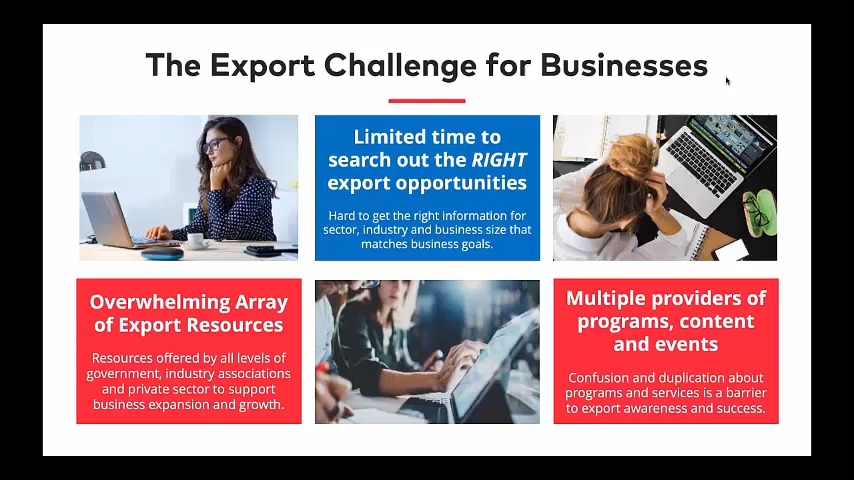 The Export Challenge for Businesses
Limited time to
search out the RIGHT
export opportunities
Hard to get the right information for
sector, industry and business size that
matches business goals.
Overwhelming Array
of Export Resources
Resources offered by all levels of
government, industry associations
and private sector to support
business expansion and growth.
Multiple providers of
programs, content
and events
Confusion and duplication about
programs and services is a barrier
to export awareness and success.